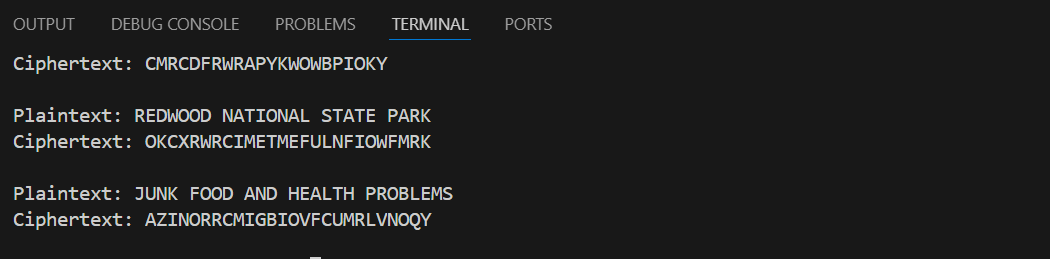 OUTPUT DEBUG CONSOLE PROBLEMS TERMINAL PORTS
Ciphertext: CMRCDFRWRAPYKWOWBPIOKY
Plaintext: REDWOOD NATIONAL STATE PARK
Ciphertext: OKCXRWRCIMETMEFULNFIOWFMRK
Plaintext: JUNK FOOD AND HEALTH PROBLEMS
Ciphertext: AZINORRCMIGBIOVFCUMRLVNOQY